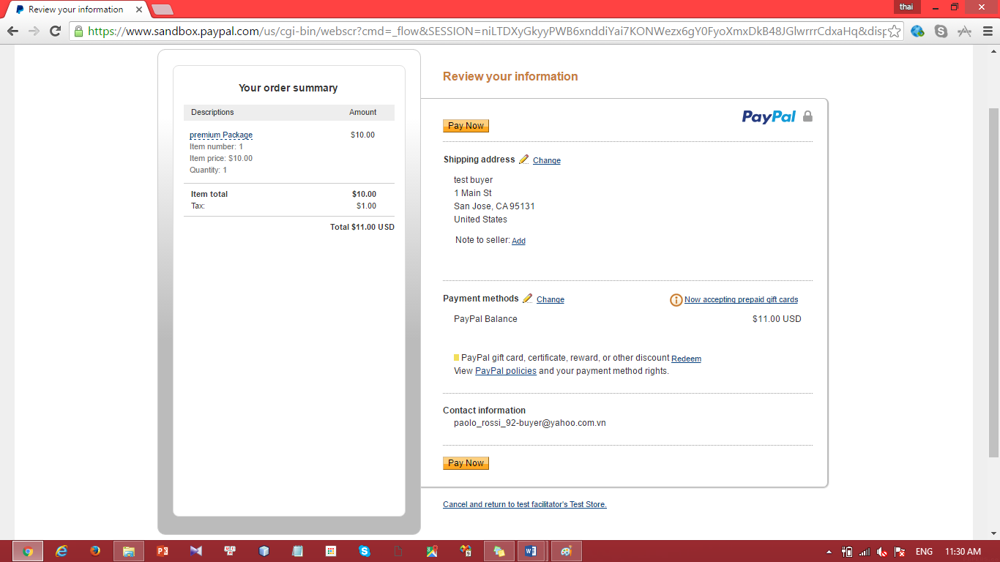 Review your information
thai
https://www.sandbox.paypal.com/us/cgi-bin/webscr?cmd=_flow&SESSION=niLTDXyGkyyPWB6xnddiYai7KONWezx6gY0FyoXmxDkB48JGlwrrrCdxaHq&disp
Your order summary
Descriptions Amount
premium Package $10.00
Item number: 1
Item price: $10.00
Quantity: 1
Item total $10.00
Tax: $1.00
Total $11.00 USD
Review your information
PayPal
Pay Now
Shipping address Change
test buyer
1 Main St
San Jose, CA 95131
United States
Note to seller: Add
Payment methods Change Now accepting prepaid gift cards
PayPal Balance $11.00 USD
PayPal gift card, certificate, reward, or other discount Redeem
View PayPal policies and your payment method rights.
Contact information
paolo_rossi_92-buyer@yahoo.com.vn
Pay Now
Cancel and return to test facilitator's Test Store.
ENG 11:30 AM